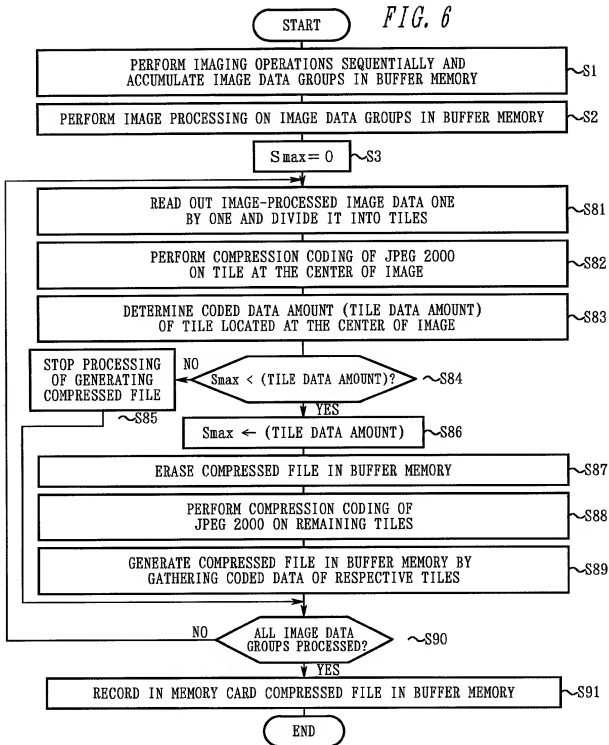 FIG. 6
START
PERFORM IMAGING OPERATIONS SEQUENTIALLY AND
ACCUMULATE IMAGE DATA GROUPS IN BUFFER MEMORY
~S1
PERFORM IMAGE PROCESSING ON IMAGE DATA GROUPS IN BUFFER MEMORY
~S2
Smax=0
~S3
READ OUT IMAGE-PROCESSED IMAGE DATA ONE
BY ONE AND DIVIDE IT INTO TILES
~S81
PERFORM COMPRESSION CODING OF JPEG 2000
ON TILE AT THE CENTER OF IMAGE
~S82
DETERMINE CODED DATA AMOUNT (TILE DATA AMOUNT)
OF TILE LOCATED AT THE CENTER OF IMAGE
~S83
Smax < (TILE DATA AMOUNT)?
~S84
NO
STOP PROCESSING
OF GENERATING
COMPRESSED FILE
~S85
YES
Smax ← (TILE DATA AMOUNT)
~S86
ERASE COMPRESSED FILE IN BUFFER MEMORY
~S87
PERFORM COMPRESSION CODING OF
JPEG 2000 ON REMAINING TILES
~S88
GENERATE COMPRESSED FILE IN BUFFER MEMORY BY
GATHERING CODED DATA OF RESPECTIVE TILES
~S89
NO
ALL IMAGE DATA
GROUPS PROCESSED?
~S90
YES
RECORD IN MEMORY CARD COMPRESSED FILE IN BUFFER MEMORY
~S91
END